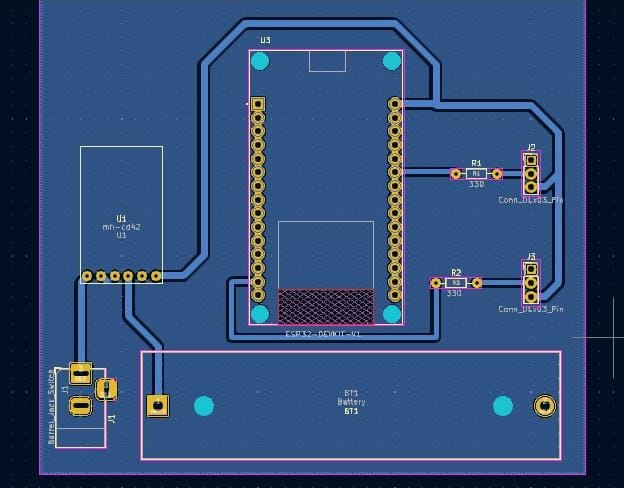 U3
J2
R1
R1
330
Conn_01x03_Pin
U1
mh-cd42
U1
J3
R2
R2
330
Conn_01x03_Pin
ESP32-DEVKIT-V1
Barrel_Jack_Switch
J1
J1
BT1
Battery
BT1